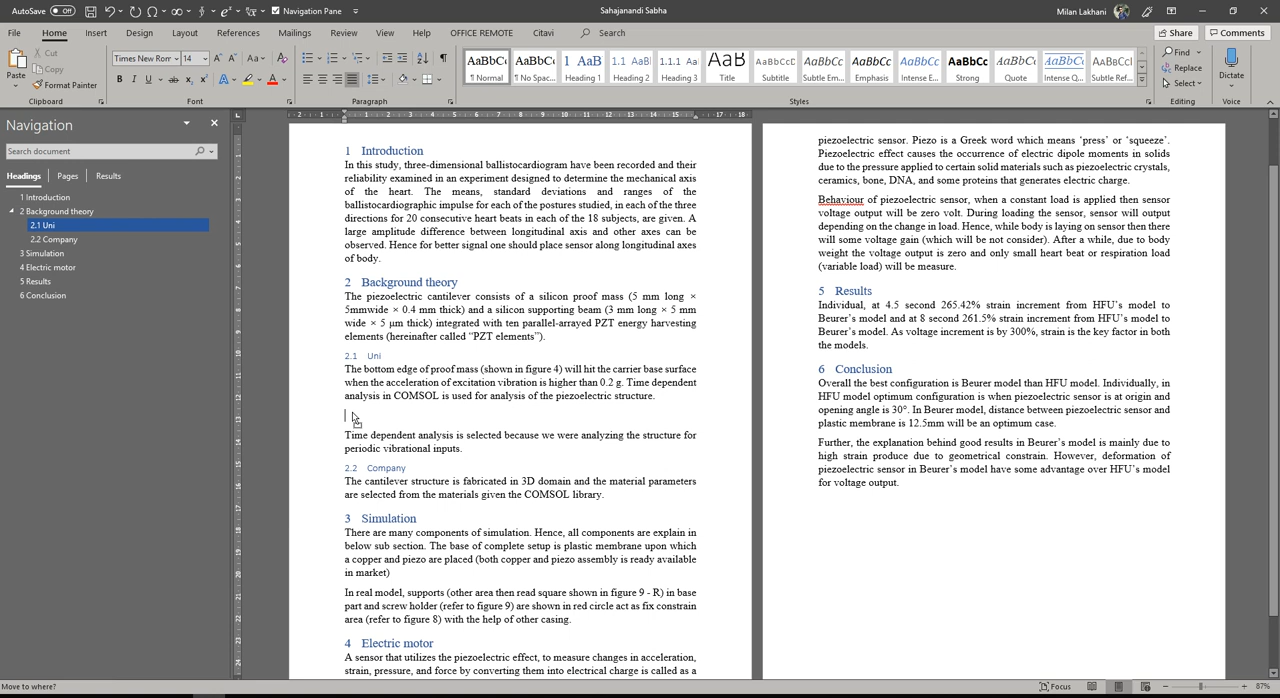 AutoSave Off Navigation Pane Sahajanandi Sabha Milan Lakhani
File Home Insert Design Layout References Mailings Review View Help OFFICE REMOTE Citavi Search Share Comments
Paste
Cut
Copy
Format Painter
Clipboard
Times New Rom 14
Font
Paragraph
AaBbCc AaBbCc 1 AaB 1.1 AaBl 1.1.1 AaB AaB AaBbCcD AaBbCc AaBbCc AaBbCc AaBbCc AaBbCc AaBbCc AaBbCcI
¶ Normal ¶ No Spac... Heading 1 Heading 2 Heading 3 Title Subtitle Subtle Em... Emphasis Intense E... Strong Quote Intense Q... Subtle Ref...
Styles
Find
Replace
Select
Editing
Dictate
Voice
Navigation
Search document
Headings Pages Results
1 Introduction
2 Background theory
2.1 Uni
2.2 Company
3 Simulation
4 Electric motor
5 Results
6 Conclusion
1 Introduction
In this study, three-dimensional ballistocardiogram have been recorded and their
reliability examined in an experiment designed to determine the mechanical axis
of the heart. The means, standard deviations and ranges of the
ballistocardiographic impulse for each of the postures studied, in each of the three
directions for 20 consecutive heart beats in each of the 18 subjects, are given. A
large amplitude difference between longitudinal axis and other axes can be
observed. Hence for better signal one should place sensor along longitudinal axes
of body.
2 Background theory
The piezoelectric cantilever consists of a silicon proof mass (5 mm long ×
5mmwide × 0.4 mm thick) and a silicon supporting beam (3 mm long × 5 mm
wide × 5 μm thick) integrated with ten parallel-arrayed PZT energy harvesting
elements (hereinafter called “PZT elements”).
2.1 Uni
The bottom edge of proof mass (shown in figure 4) will hit the carrier base surface
when the acceleration of excitation vibration is higher than 0.2 g. Time dependent
analysis in COMSOL is used for analysis of the piezoelectric structure.
Time dependent analysis is selected because we were analyzing the structure for
periodic vibrational inputs.
2.2 Company
The cantilever structure is fabricated in 3D domain and the material parameters
are selected from the materials given the COMSOL library.
3 Simulation
There are many components of simulation. Hence, all components are explain in
below sub section. The base of complete setup is plastic membrane upon which
a copper and piezo are placed (both copper and piezo assembly is ready available
in market)
In real model, supports (other area then read square shown in figure 9 - R) in base
part and screw holder (refer to figure 9) are shown in red circle act as fix constrain
area (refer to figure 8) with the help of other casing.
4 Electric motor
A sensor that utilizes the piezoelectric effect, to measure changes in acceleration,
strain, pressure, and force by converting them into electrical charge is called as a
piezoelectric sensor. Piezo is a Greek word which means ‘press’ or ‘squeeze’.
Piezoelectric effect causes the occurrence of electric dipole moments in solids
due to the pressure applied to certain solid materials such as piezoelectric crystals,
ceramics, bone, DNA, and some proteins that generates electric charge.
Behaviour of piezoelectric sensor, when a constant load is applied then sensor
voltage output will be zero volt. During loading the sensor, sensor will output
depending on the change in load. Hence, while body is laying on sensor then there
will some voltage gain (which will be not consider). After a while, due to body
weight the voltage output is zero and only small heart beat or respiration load
(variable load) will be measure.
5 Results
Individual, at 4.5 second 265.42% strain increment from HFU’s model to
Beurer’s model and at 8 second 261.5% strain increment from HFU’s model to
Beurer’s model. As voltage increment is by 300%, strain is the key factor in both
the models.
6 Conclusion
Overall the best configuration is Beurer model than HFU model. Individually, in
HFU model optimum configuration is when piezoelectric sensor is at origin and
opening angle is 30°. In Beurer model, distance between piezoelectric sensor and
plastic membrane is 12.5mm will be an optimum case.
Further, the explanation behind good results in Beurer’s model is mainly due to
high strain produce due to geometrical constrain. However, deformation of
piezoelectric sensor in Beurer’s model have some advantage over HFU’s model
for voltage output.
Move to where? Focus 87%